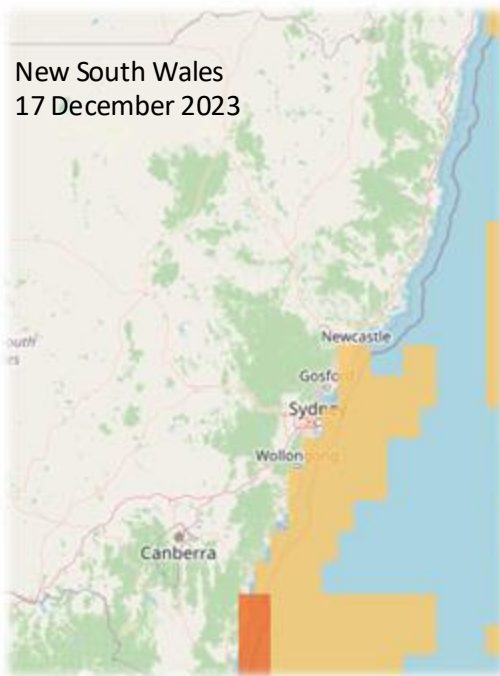 New South Wales
17 December 2023
Newcastle
Gosford
Sydney
Wollongong
Canberra